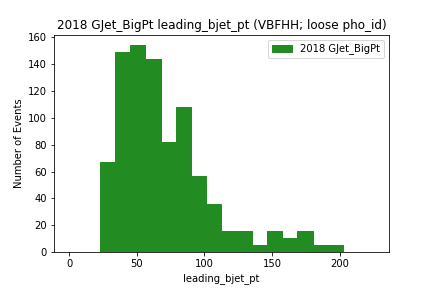 2018 GJet_BigPt leading_bjet_pt (VBFHH; loose pho_id)
2018 GJet_BigPt
Number of Events
160
140
120
100
80
60
40
20
0
0 50 100 150 200
leading_bjet_pt